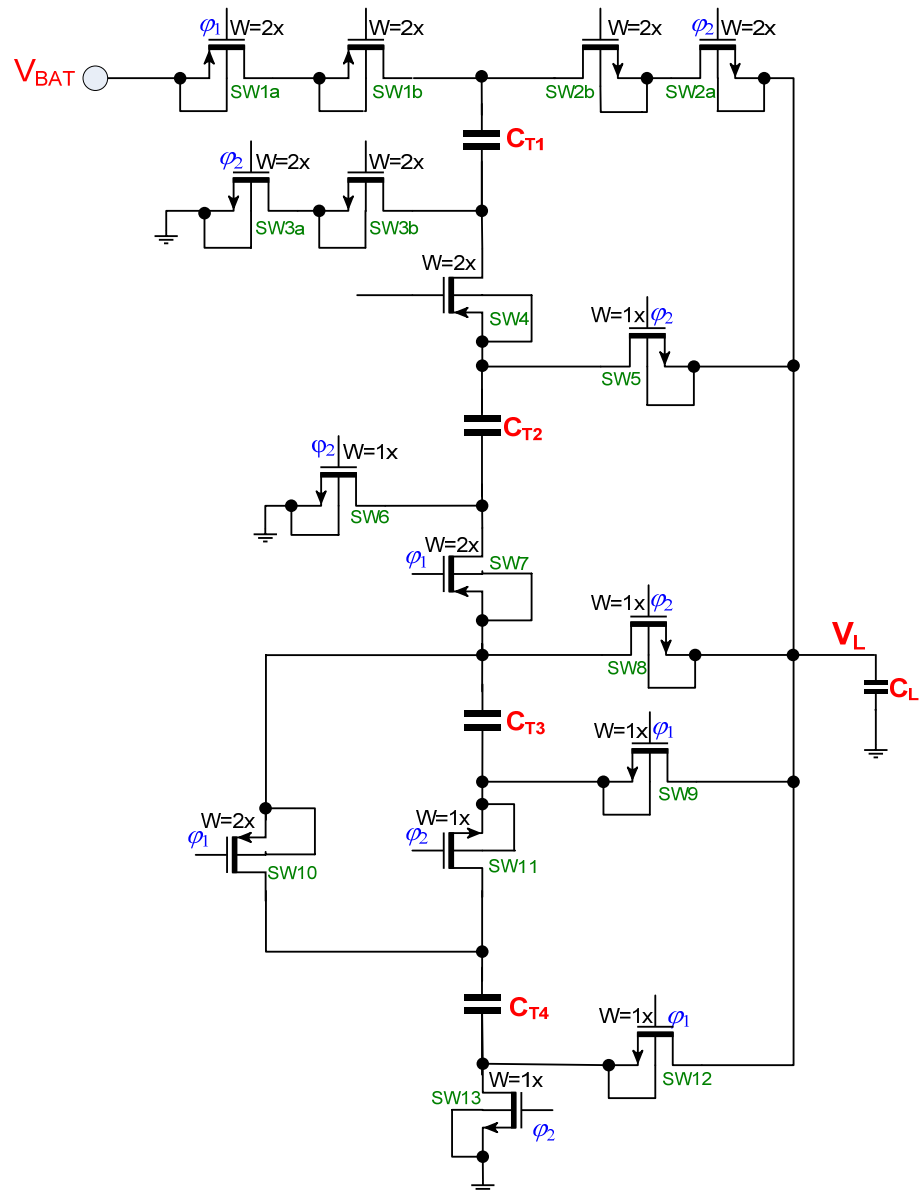 φ1 W=2x W=2x W=2x φ2 W=2x
VBAT
SW1a SW1b SW2b SW2a
CT1
φ2 W=2x W=2x
SW3a SW3b
W=2x
SW4
W=1x φ2
SW5
CT2
φ2 W=1x
SW6
φ1 W=2x SW7
W=1x φ2
VL
SW8
CL
CT3
W=1x φ1
SW9
W=2x W=1x
φ1 φ2
SW10 SW11
CT4
W=1x φ1
SW12
W=1x
SW13
φ2